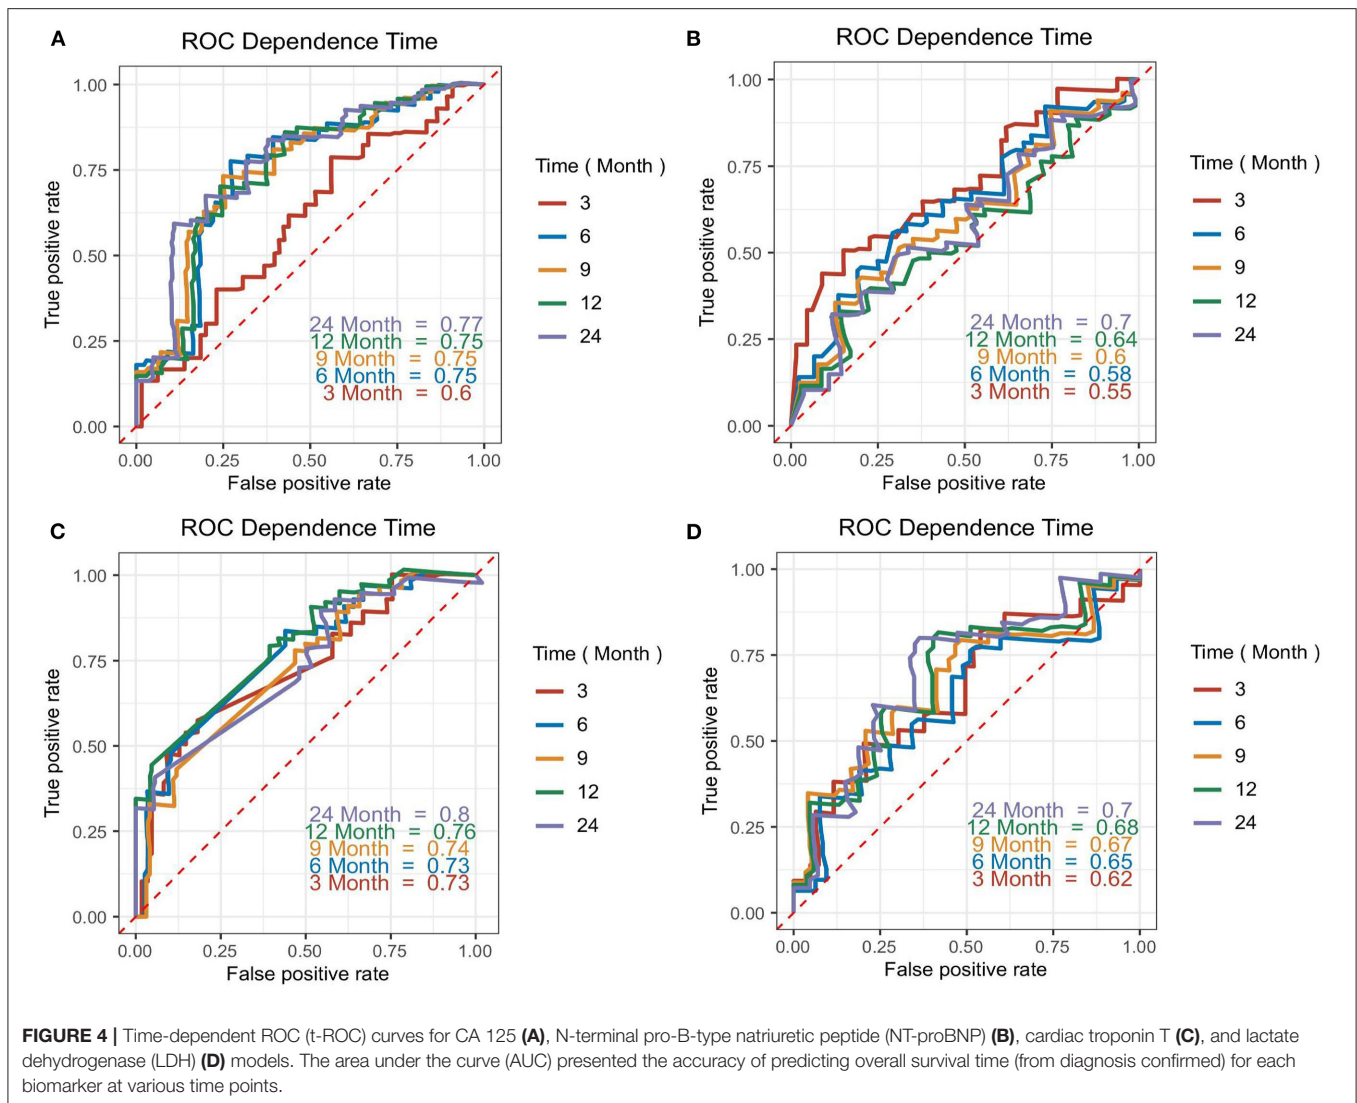 A
ROC Dependence Time
True positive rate
1.00
0.75
0.50
0.25
0.00
24 Month = 0.77
12 Month = 0.75
9 Month = 0.75
6 Month = 0.75
3 Month = 0.6
0.00 0.25 0.50 0.75 1.00
False positive rate
Time ( Month )
3
6
9
12
24
B
ROC Dependence Time
True positive rate
1.00
0.75
0.50
0.25
0.00
24 Month = 0.7
12 Month = 0.64
9 Month = 0.6
6 Month = 0.58
3 Month = 0.55
0.00 0.25 0.50 0.75 1.00
False positive rate
Time ( Month )
3
6
9
12
24
C
ROC Dependence Time
True positive rate
1.00
0.75
0.50
0.25
0.00
24 Month = 0.8
12 Month = 0.76
9 Month = 0.74
6 Month = 0.73
3 Month = 0.73
0.00 0.25 0.50 0.75 1.00
False positive rate
Time ( Month )
3
6
9
12
24
D
ROC Dependence Time
True positive rate
1.00
0.75
0.50
0.25
0.00
24 Month = 0.7
12 Month = 0.68
9 Month = 0.67
6 Month = 0.65
3 Month = 0.62
0.00 0.25 0.50 0.75 1.00
False positive rate
Time ( Month )
3
6
9
12
24
FIGURE 4 | Time-dependent ROC (t-ROC) curves for CA 125 (A), N-terminal pro-B-type natriuretic peptide (NT-proBNP) (B), cardiac troponin T (C), and lactate
dehydrogenase (LDH) (D) models. The area under the curve (AUC) presented the accuracy of predicting overall survival time (from diagnosis confirmed) for each
biomarker at various time points.